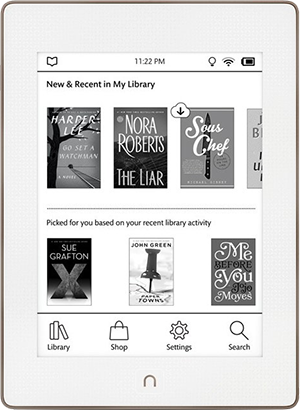 11:22 PM
New & Recent in My Library
HARPER
LEE
GO SET A
WATCHMAN
A NOVEL
NORA
ROBERTS
THE LIAR
Sous
Chef
Picked for you based on your recent library activity
SUE
GRAFTON
X
JOHN GREEN
PAPER
TOWNS
Me
BEFORE
You
JoJo
Moyes
Library
Shop
Settings
Search
n